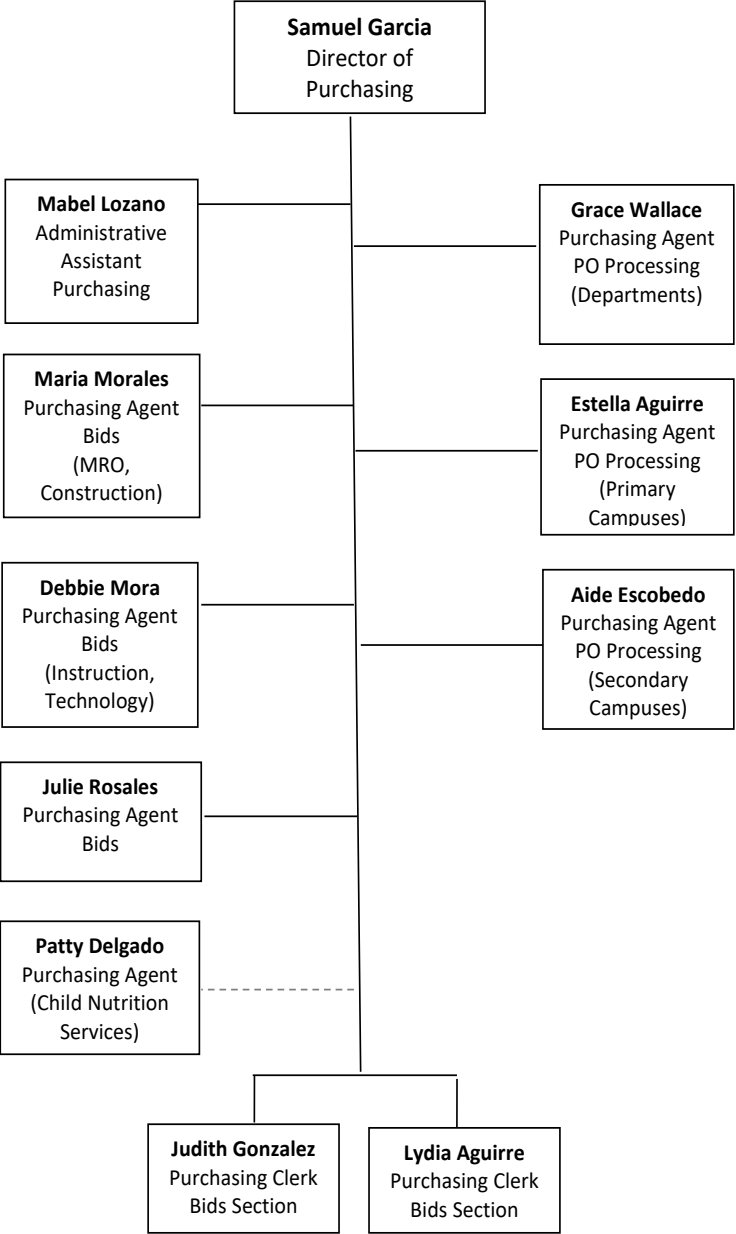 Samuel Garcia
Director of
Purchasing
Mabel Lozano
Administrative
Assistant
Purchasing
Grace Wallace
Purchasing Agent
PO Processing
(Departments)
Maria Morales
Purchasing Agent
Bids
(MRO,
Construction)
Estella Aguirre
Purchasing Agent
PO Processing
(Primary
Campuses)
Debbie Mora
Purchasing Agent
Bids
(Instruction,
Technology)
Aide Escobedo
Purchasing Agent
PO Processing
(Secondary
Campuses)
Julie Rosales
Purchasing Agent
Bids
Patty Delgado
Purchasing Agent
(Child Nutrition
Services)
Judith Gonzalez
Purchasing Clerk
Bids Section
Lydia Aguirre
Purchasing Clerk
Bids Section